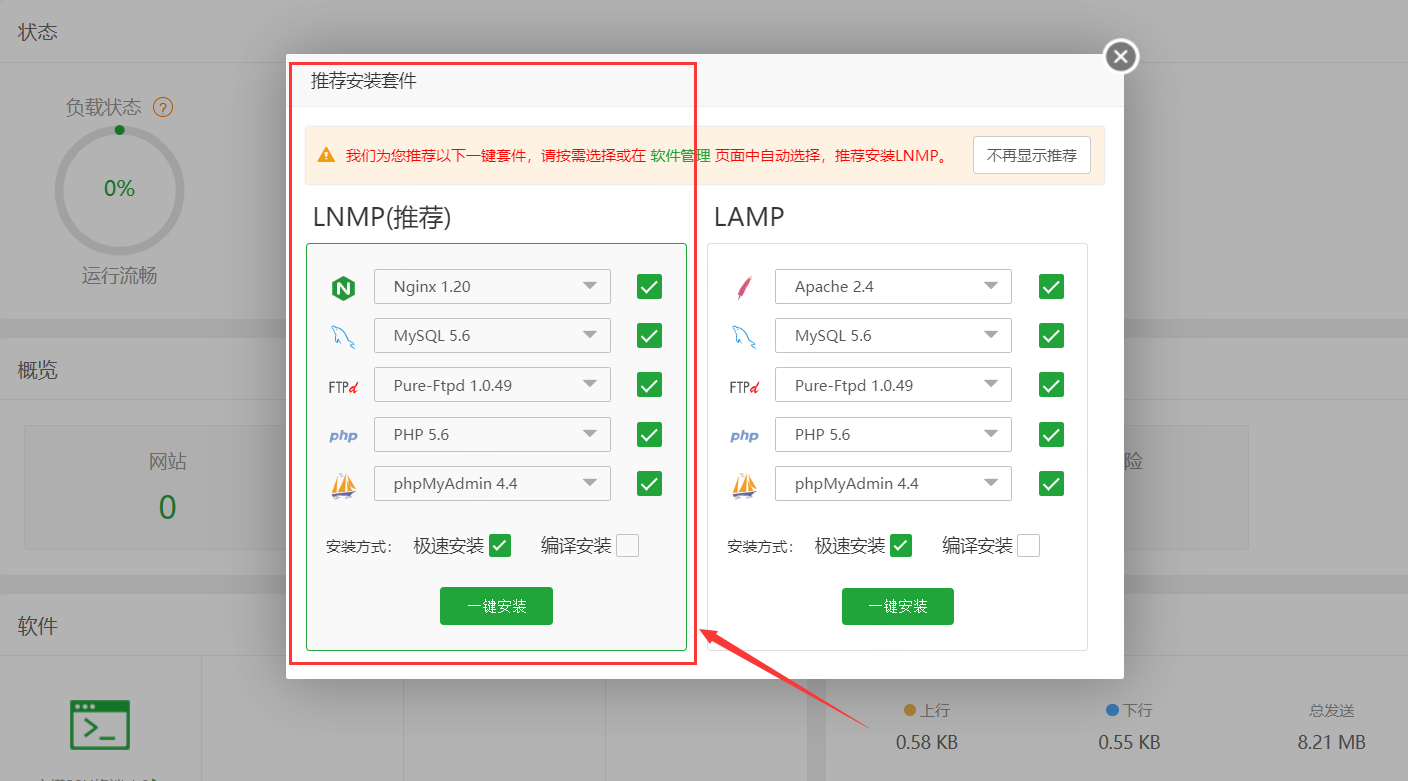 状态
负载状态 ?
0%
运行流畅
概览
网站
0
险
软件
推荐安装套件
我们为您推荐以下一键套件，请按需选择或在 软件管理 页面中自动选择，推荐安装LNMP。
不再显示推荐
LNMP(推荐)
Nginx 1.20
MySQL 5.6
FTPd Pure-Ftpd 1.0.49
php PHP 5.6
phpMyAdmin 4.4
安装方式： 极速安装 编译安装
一键安装
LAMP
Apache 2.4
MySQL 5.6
FTPd Pure-Ftpd 1.0.49
php PHP 5.6
phpMyAdmin 4.4
安装方式： 极速安装 编译安装
一键安装
上行 下行 总发送
0.58 KB 0.55 KB 8.21 MB